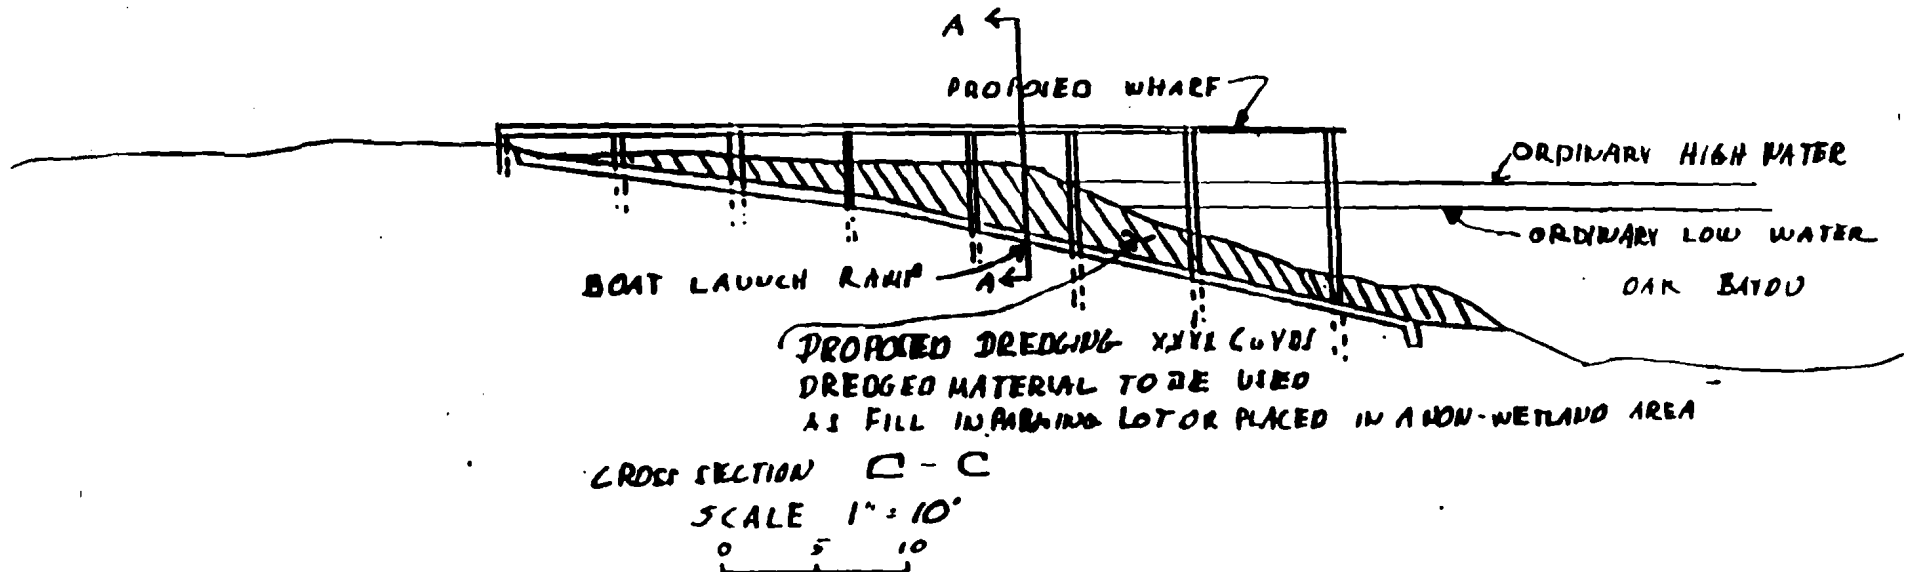 A
PROPOSED WHARF
ORDINARY HIGH WATER
ORDINARY LOW WATER
OAK BAYOU
BOAT LAUNCH RAMP
A
PROPOSED DREDGING XXXX CU YDS
DREDGED MATERIAL TO BE USED
AS FILL IN PARKING LOT OR PLACED IN A NON-WETLAND AREA
CROSS SECTION C - C
SCALE 1" = 10'
0 5 10